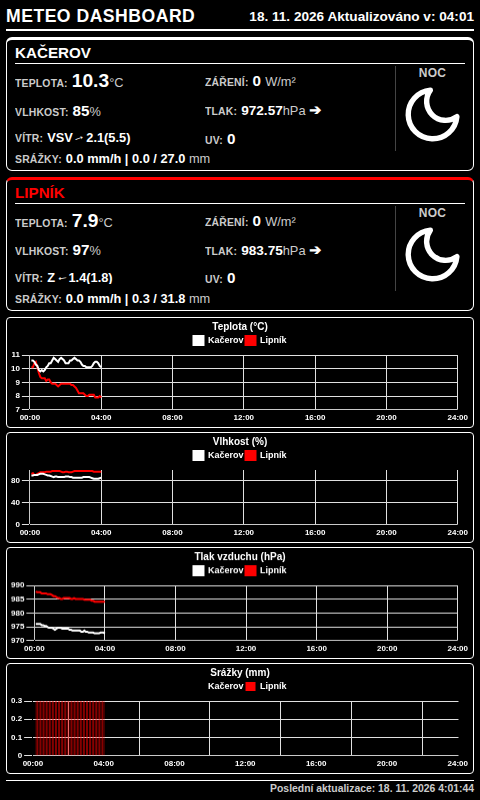 METEO DASHBOARD 18. 11. 2026 Aktualizováno v: 04:01
KAČEROV
TEPLOTA: 10.3°C ZÁŘENÍ: 0 W/m² NOC
VLHKOST: 85% TLAK: 972.57hPa ➔
VÍTR: VSV→2.1(5.5) UV: 0
SRÁŽKY: 0.0 mm/h | 0.0 / 27.0 mm
LIPNÍK
TEPLOTA: 7.9°C ZÁŘENÍ: 0 W/m² NOC
VLHKOST: 97% TLAK: 983.75hPa ➔
VÍTR: Z←1.4(1.8) UV: 0
SRÁŽKY: 0.0 mm/h | 0.3 / 31.8 mm
Teplota (°C)
Kačerov Lipník
11
10
9
8
7
00:00 04:00 08:00 12:00 16:00 20:00 24:00
Vlhkost (%)
Kačerov Lipník
80
40
0
00:00 04:00 08:00 12:00 16:00 20:00 24:00
Tlak vzduchu (hPa)
Kačerov Lipník
990
985
980
975
970
00:00 04:00 08:00 12:00 16:00 20:00 24:00
Srážky (mm)
Kačerov Lipník
0.3
0.2
0.1
0
00:00 04:00 08:00 12:00 16:00 20:00 24:00
Poslední aktualizace: 18. 11. 2026 4:01:44